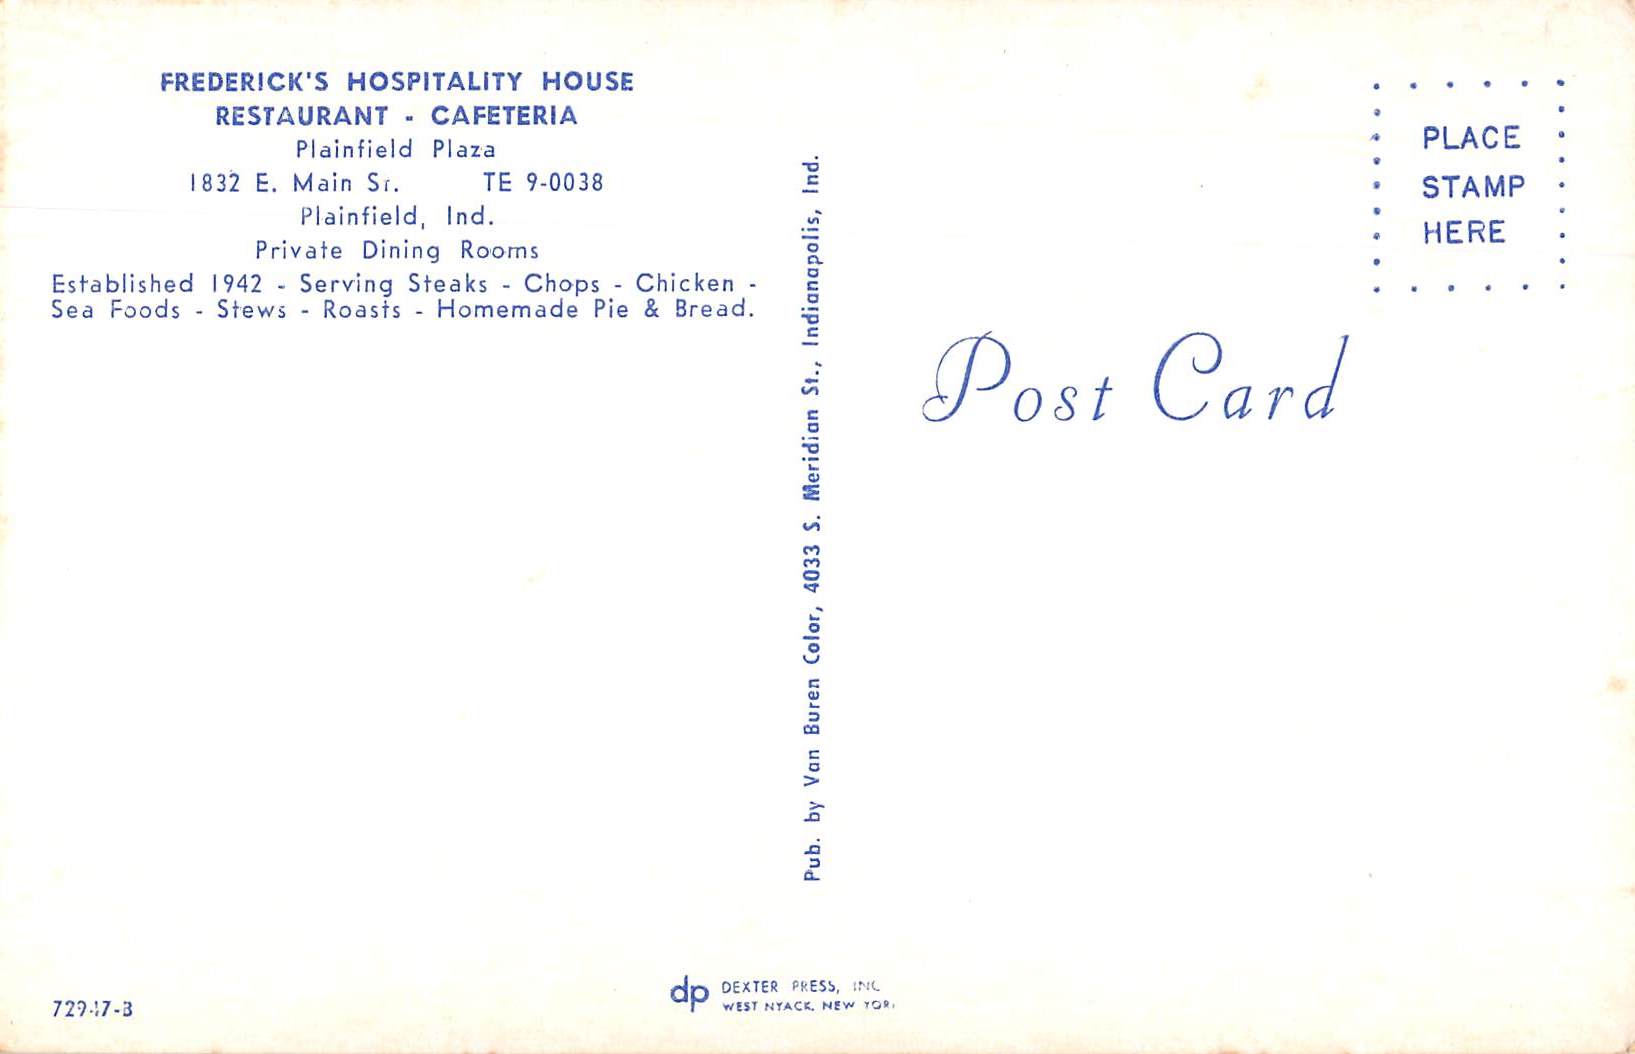 FREDERICK'S HOSPITALITY HOUSE
RESTAURANT - CAFETERIA
Plainfield Plaza
1832 E. Main St. TE 9-0038
Plainfield, Ind.
Private Dining Rooms
Established 1942 - Serving Steaks - Chops - Chicken -
Sea Foods - Stews - Roasts - Homemade Pie & Bread.
Pub. by Van Buren Color, 4033 S. Meridian St., Indianapolis, Ind.
PLACE
STAMP
HERE
Post Card
72947-B
dp DEXTER PRESS, INC
WEST NYACK, NEW YORK